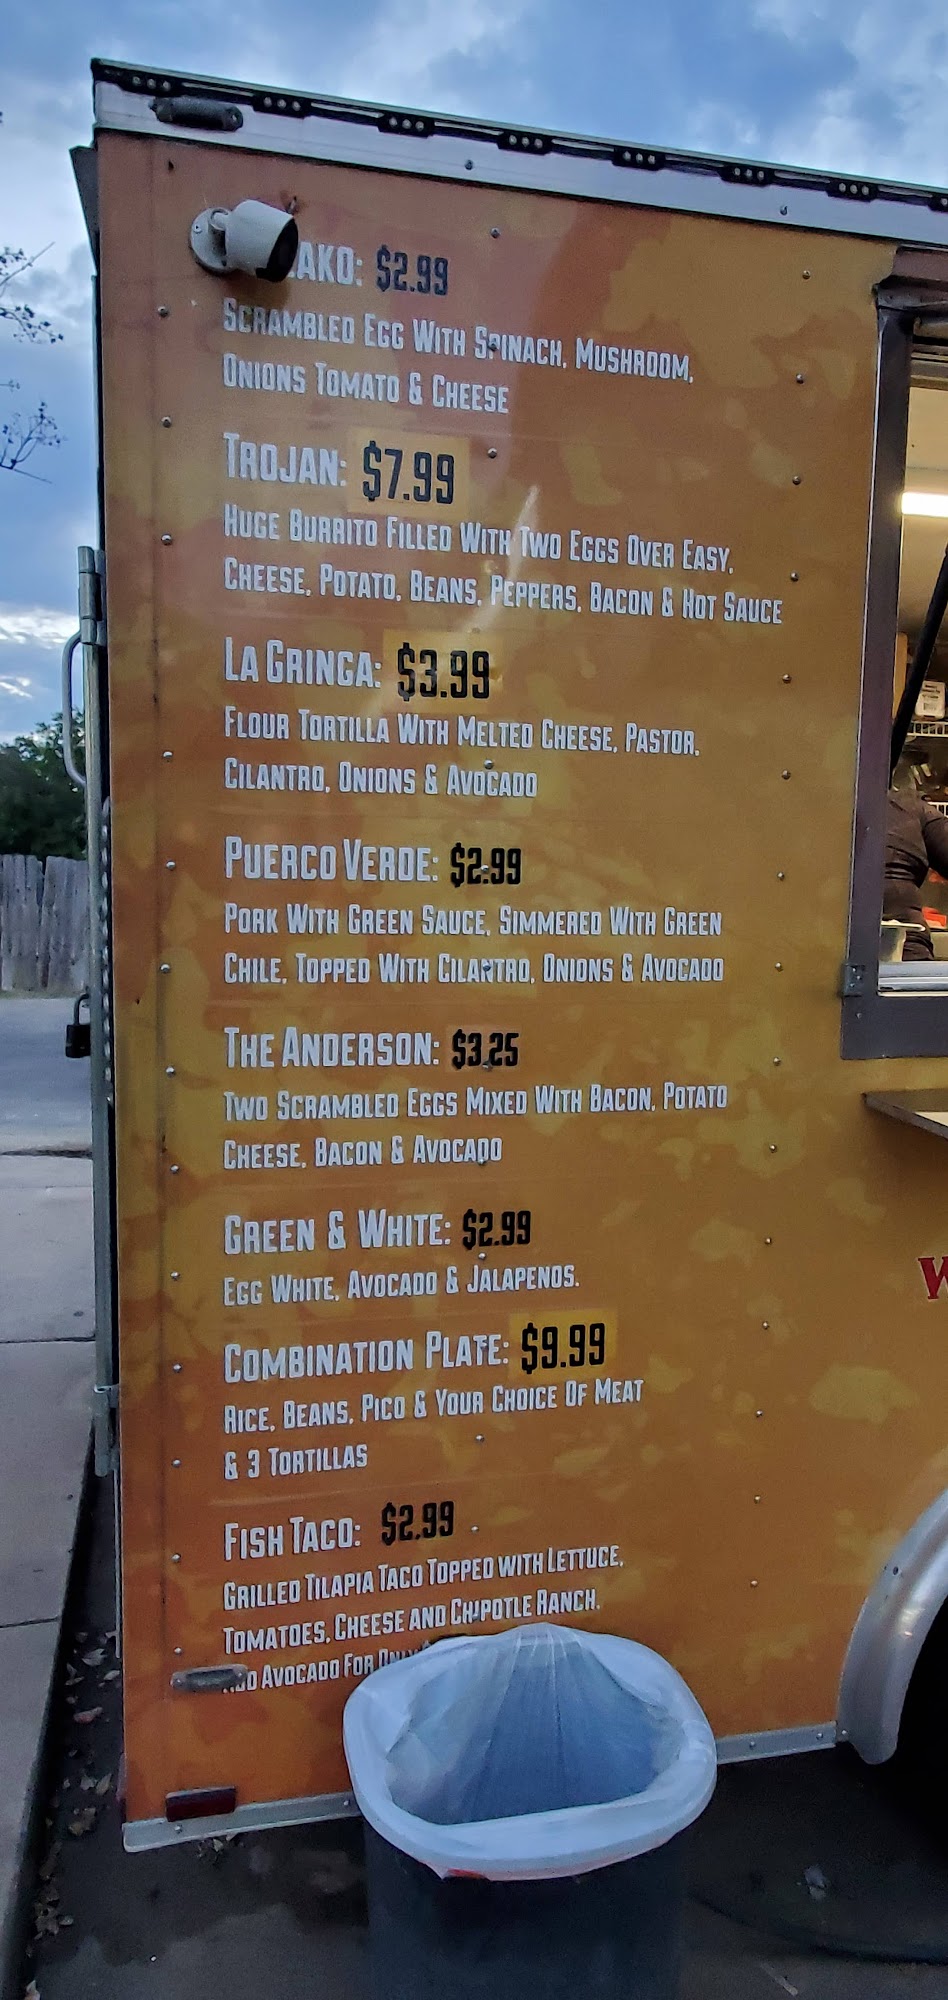 $2.99
Scrambled Egg With Spinach, Mushroom,
Onions Tomato & Cheese
Trojan: $7.99
Huge Burrito Filled With Two Eggs Over Easy,
Cheese, Potato, Beans, Peppers, Bacon & Hot Sauce
La Gringa: $3.99
Flour Tortilla With Melted Cheese, Pastor,
Cilantro, Onions & Avocado
Puerco Verde: $2.99
Pork With Green Sauce, Simmered With Green
Chile, Topped With Cilantro, Onions & Avocado
The Anderson: $3.25
Two Scrambled Eggs Mixed With Bacon, Potato
Cheese, Bacon & Avocado
Green & White: $2.99
Egg White, Avocado & Jalapenos.
Combination Plate: $9.99
Rice, Beans, Pico & Your Choice Of Meat
& 3 Tortillas
Fish Taco: $2.99
Grilled Tilapia Taco Topped with Lettuce,
Tomatoes, Cheese and Chipotle Ranch.
Avocado For Only